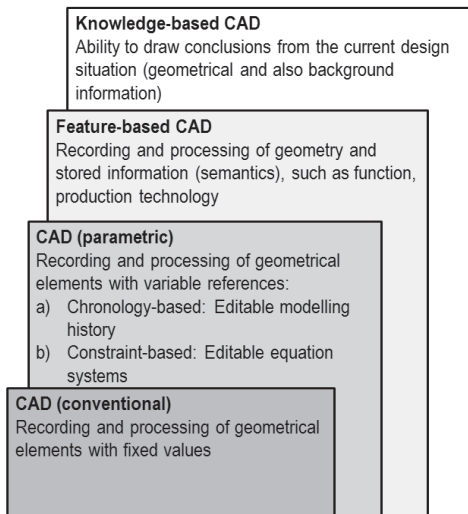 Knowledge-based CAD
Ability to draw conclusions from the current design
situation (geometrical and also background
information)
Feature-based CAD
Recording and processing of geometry and
stored information (semantics), such as function,
production technology
CAD (parametric)
Recording and processing of geometrical
elements with variable references:
a) Chronology-based: Editable modelling
history
b) Constraint-based: Editable equation
systems
CAD (conventional)
Recording and processing of geometrical
elements with fixed values